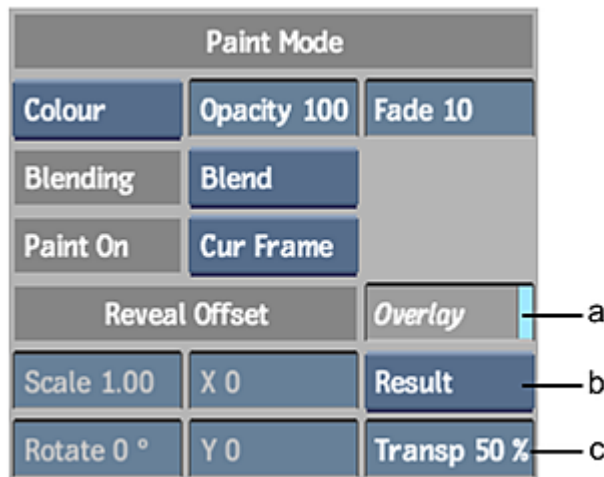 Paint Mode
Colour Opacity 100 Fade 10
Blending Blend
Paint On Cur Frame
Reveal Offset Overlay a
Scale 1.00 X 0 Result b
Rotate 0 ° Y 0 Transp 50 % c